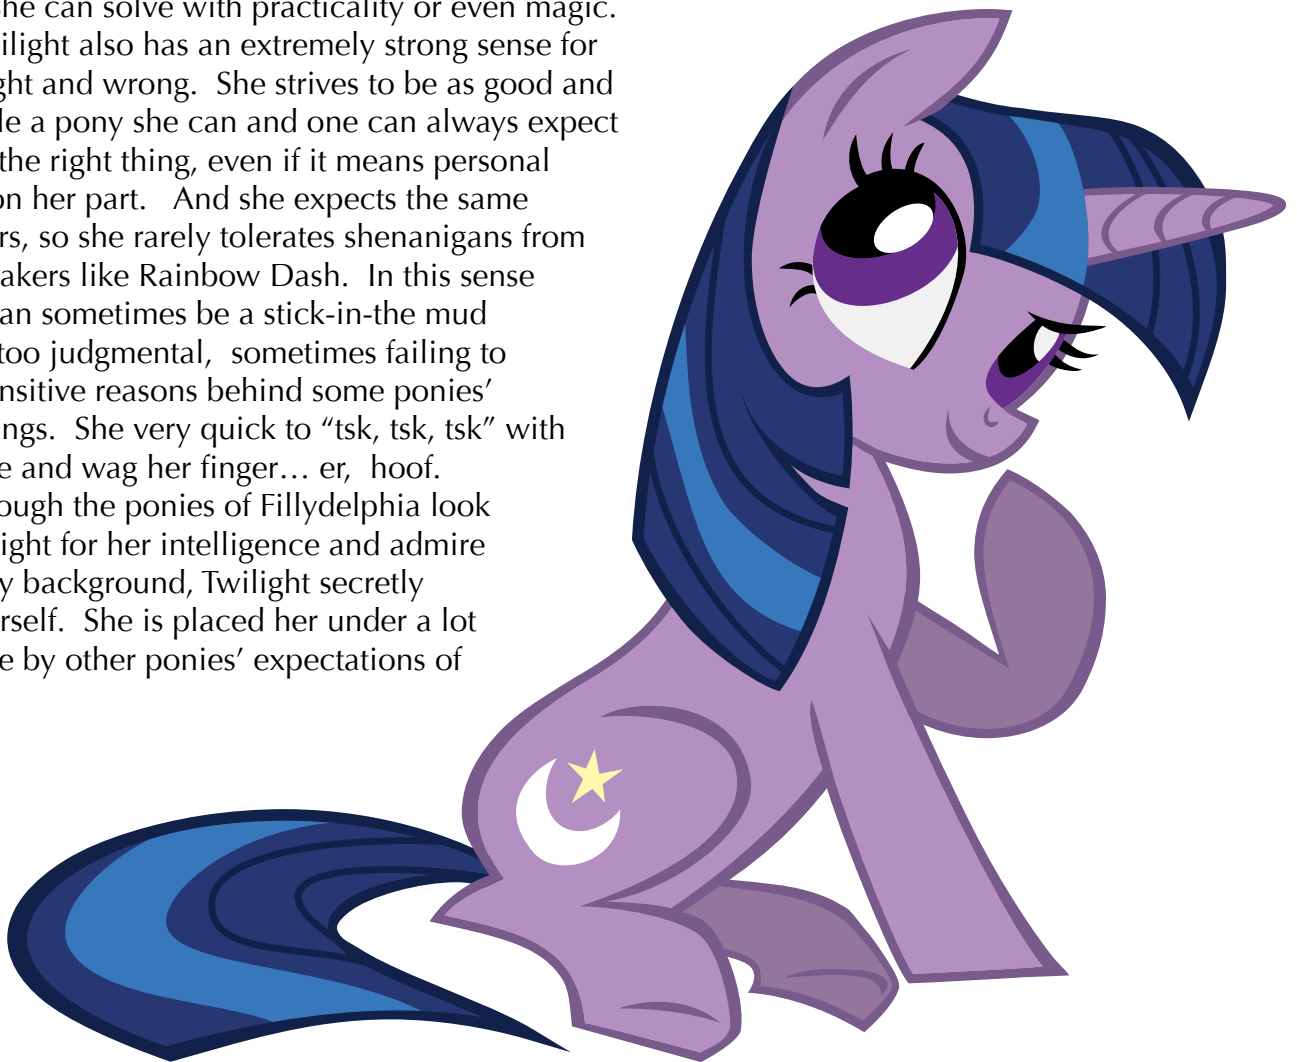 she can solve with practicality or even magic.
ilight also has an extremely strong sense for
ght and wrong.  She strives to be as good and
le a pony she can and one can always expect
the right thing, even if it means personal
on her part.   And she expects the same
rs, so she rarely tolerates shenanigans from
akers like Rainbow Dash.  In this sense
an sometimes be a stick-in-the mud
too judgmental,  sometimes failing to
nsitive reasons behind some ponies’
ngs.  She very quick to “tsk, tsk, tsk” with
e and wag her finger… er,  hoof.
ough the ponies of Fillydelphia look
ight for her intelligence and admire
y background, Twilight secretly
rself.  She is placed her under a lot
e by other ponies’ expectations of